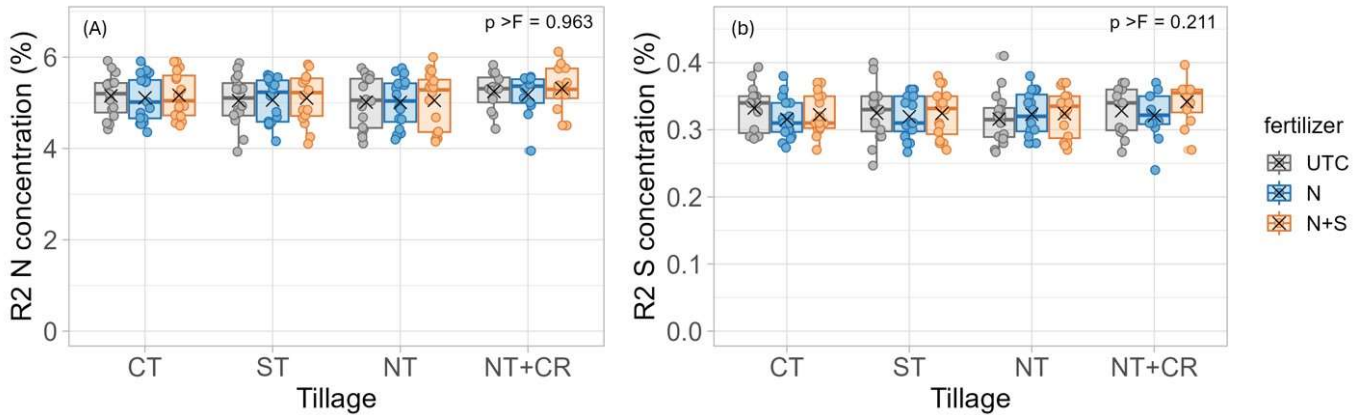 (A)
p >F = 0.963
R2 N concentration (%)
6
4
2
0
CT ST NT NT+CR
Tillage
(b)
p >F = 0.211
R2 S concentration (%)
0.4
0.3
0.2
0.1
0.0
CT ST NT NT+CR
Tillage
fertilizer
UTC
N
N+S